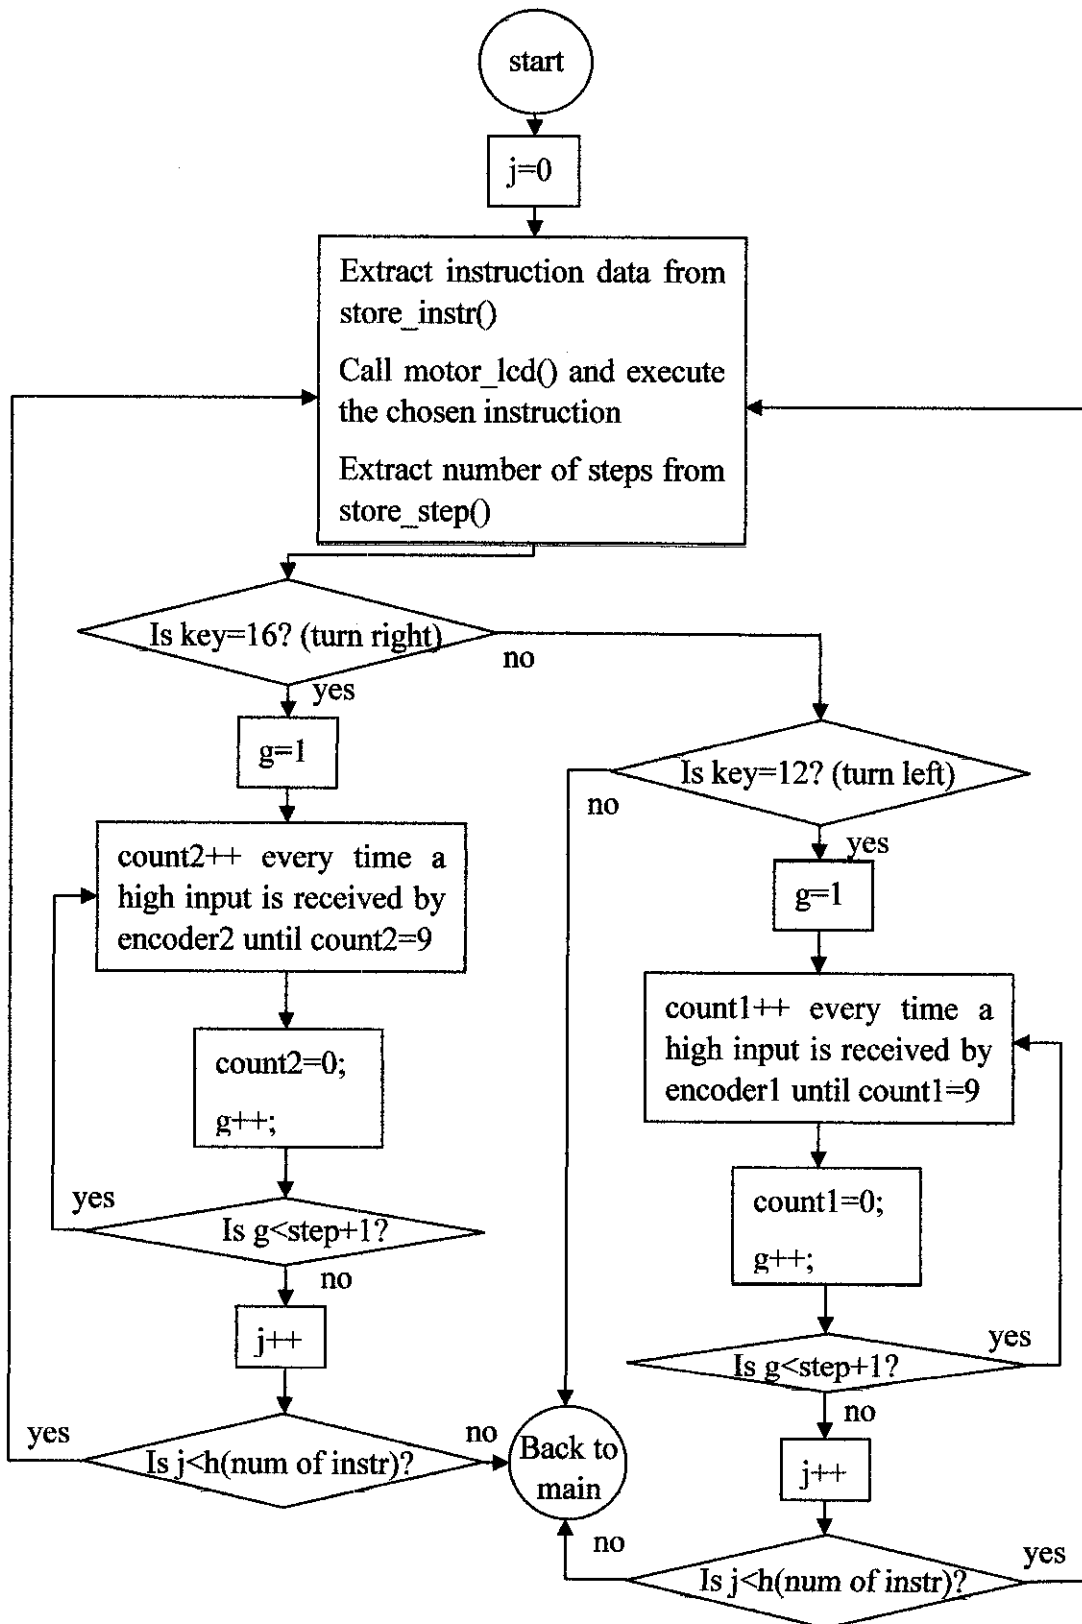 start
j=0
Extract instruction data from
store_instr()
Call motor_lcd() and execute
the chosen instruction
Extract number of steps from
store_step()
Is key=16? (turn right)
no
yes
g=1
Is key=12? (turn left)
no
yes
g=1
count2++ every time a
high input is received by
encoder2 until count2=9
count1++ every time a
high input is received by
encoder1 until count1=9
count2=0;
g++;
count1=0;
g++;
yes
Is g<step+1?
no
yes
Is g<step+1?
no
j++
j++
yes
Is j<h(num of instr)?
no
Back to
main
no
Is j<h(num of instr)?
yes